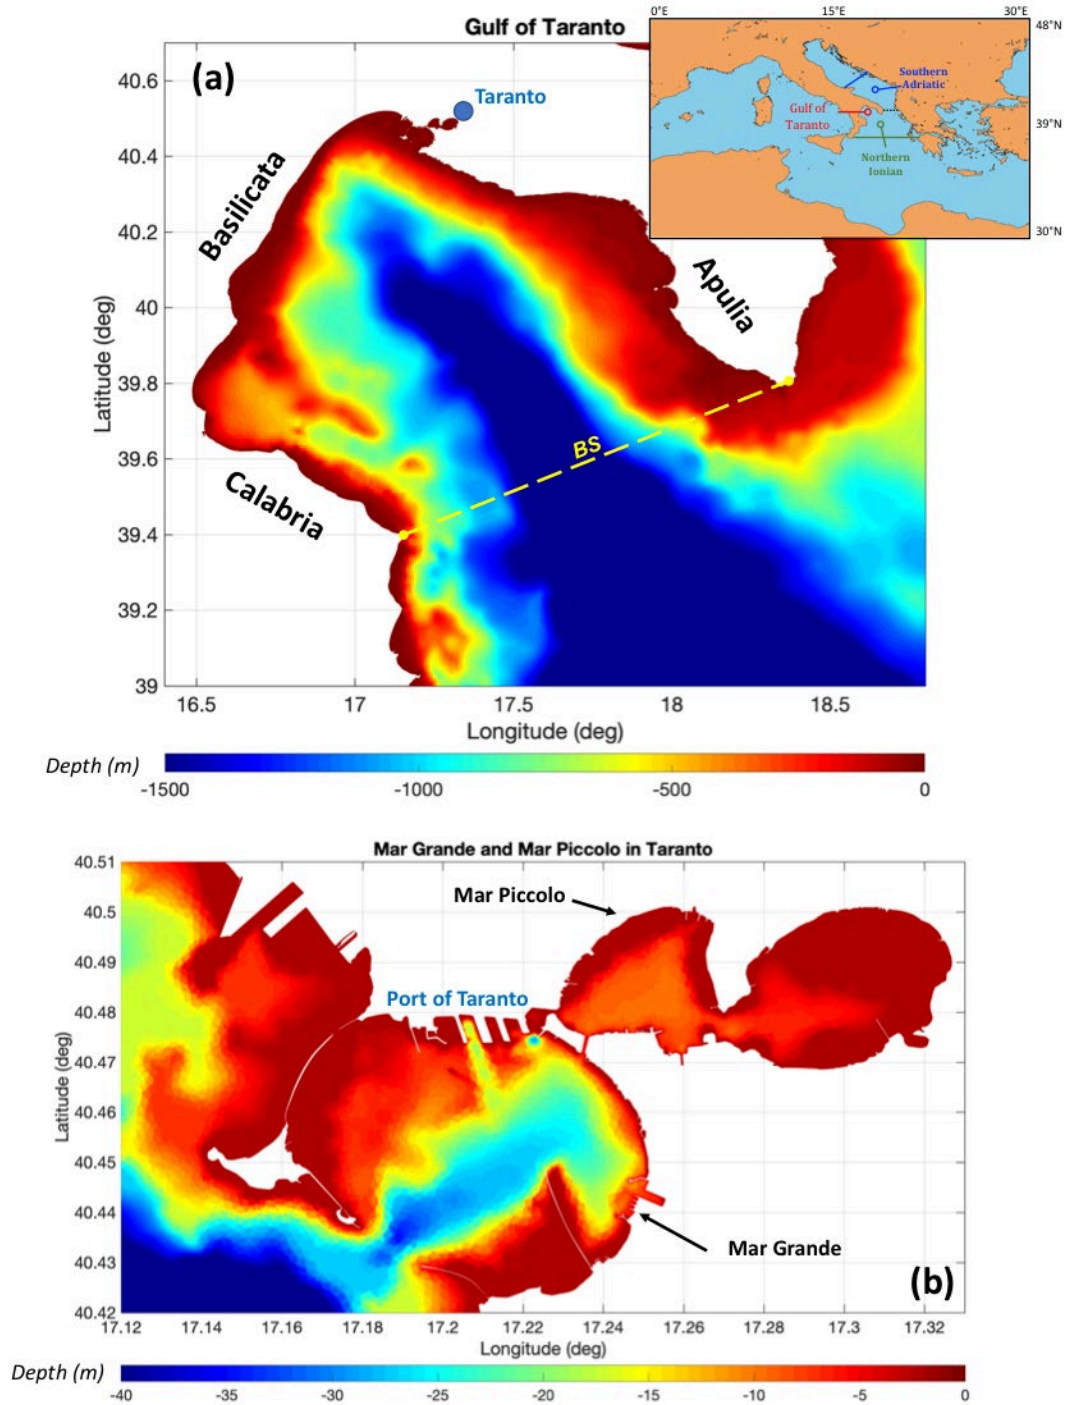 Gulf of Taranto
(a)
Taranto
Basilicata
Apulia
Calabria
BS
40.6
40.4
40.2
40
39.8
39.6
39.4
39.2
39
Latitude (deg)
16.5 17 17.5 18 18.5
Longitude (deg)
Depth (m)
-1500 -1000 -500 0
0°E 15°E 30°E
48°N
39°N
30°N
Southern
Adriatic
Gulf of
Taranto
Northern
Ionian
Mar Grande and Mar Piccolo in Taranto
40.51
40.5
40.49
40.48
40.47
40.46
40.45
40.44
40.43
40.42
Latitude (deg)
Mar Piccolo
Port of Taranto
Mar Grande
(b)
17.12 17.14 17.16 17.18 17.2 17.22 17.24 17.26 17.28 17.3 17.32
Longitude (deg)
Depth (m)
-40 -35 -30 -25 -20 -15 -10 -5 0